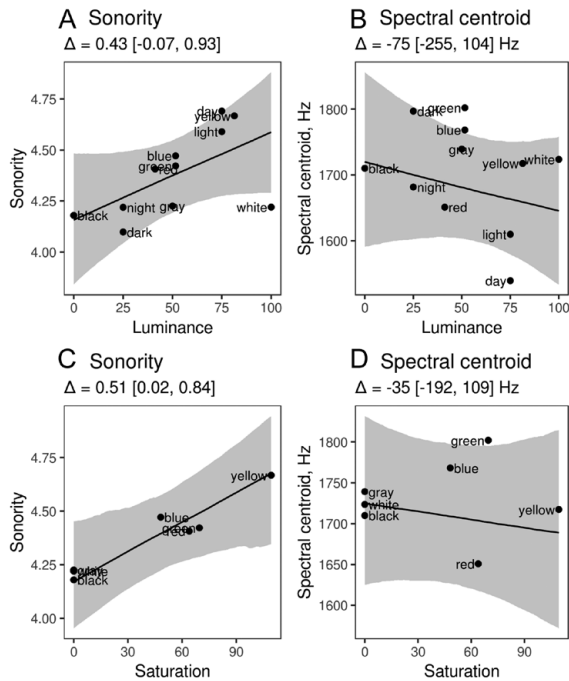 A Sonority
Δ = 0.43 [-0.07, 0.93]
Sonority
4.75
4.50
4.25
4.00
day
yellow
light
blue
green
red
black
night
gray
white
dark
0 25 50 75 100
Luminance
B Spectral centroid
Δ = -75 [-255, 104] Hz
Spectral centroid, Hz
1800
1700
1600
dark
green
blue
gray
yellow
white
black
night
red
light
day
0 25 50 75 100
Luminance
C Sonority
Δ = 0.51 [0.02, 0.84]
Sonority
4.75
4.50
4.25
4.00
yellow
blue
green
red
gray
white
black
0 30 60 90
Saturation
D Spectral centroid
Δ = -35 [-192, 109] Hz
Spectral centroid, Hz
1800
1750
1700
1650
1600
green
blue
gray
white
black
yellow
red
0 30 60 90
Saturation